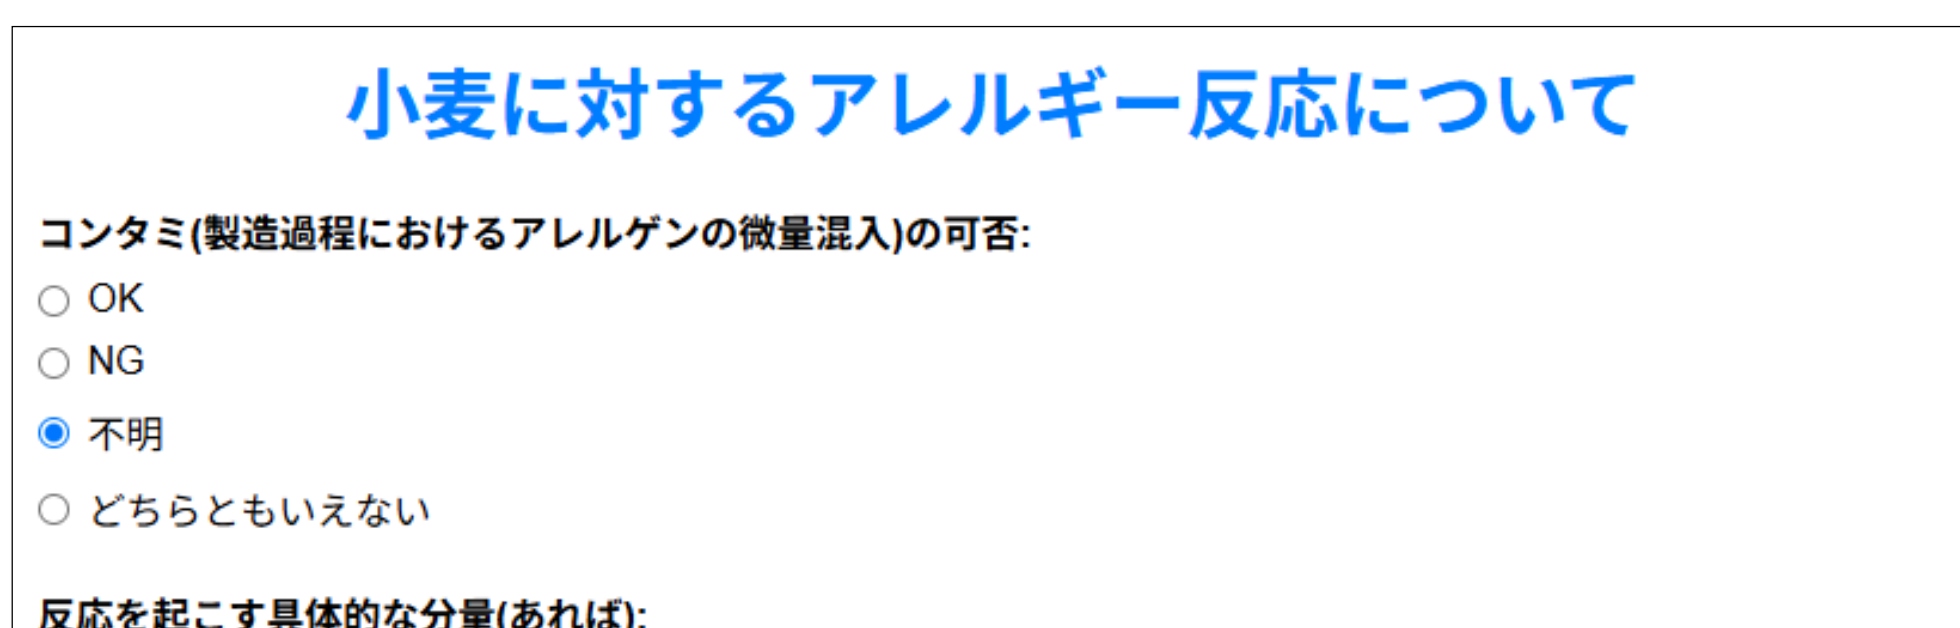 小麦に対するアレルギー反応について
コンタミ(製造過程におけるアレルゲンの微量混入)の可否:
OK
NG
不明
どちらともいえない
反応を起こす具体的な分量(あれば):